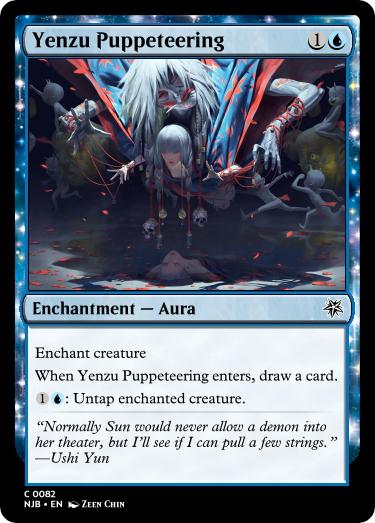 Yenzu Puppeteering 1
Enchantment — Aura
Enchant creature
When Yenzu Puppeteering enters, draw a card.
1 : Untap enchanted creature.
“Normally Sun would never allow a demon into
her theater, but I’ll see if I can pull a few strings.”
—Ushi Yun
C 0082
NJB • EN Zeen Chin